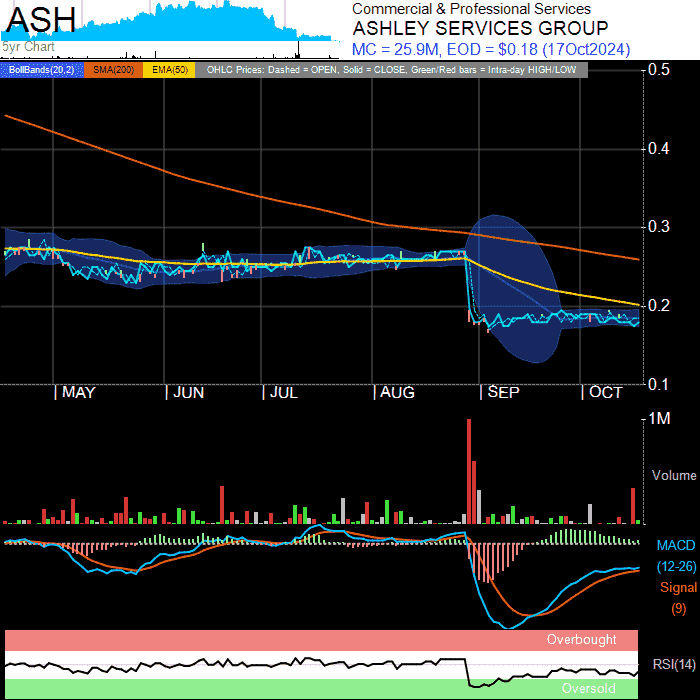 ASH
5yr Chart
Commercial & Professional Services
ASHLEY SERVICES GROUP
MC = 25.9M, EOD = $0.18 (17Oct2024)
BollBands(20,2) SMA(200) EMA(50) OHLC Prices: Dashed = OPEN, Solid = CLOSE, Green/Red bars = Intra-day HIGH/LOW
0.5
0.4
0.3
0.2
0.1
MAY JUN JUL AUG SEP OCT
1M
Volume
MACD
(12-26)
Signal
(9)
Overbought
RSI(14)
Oversold